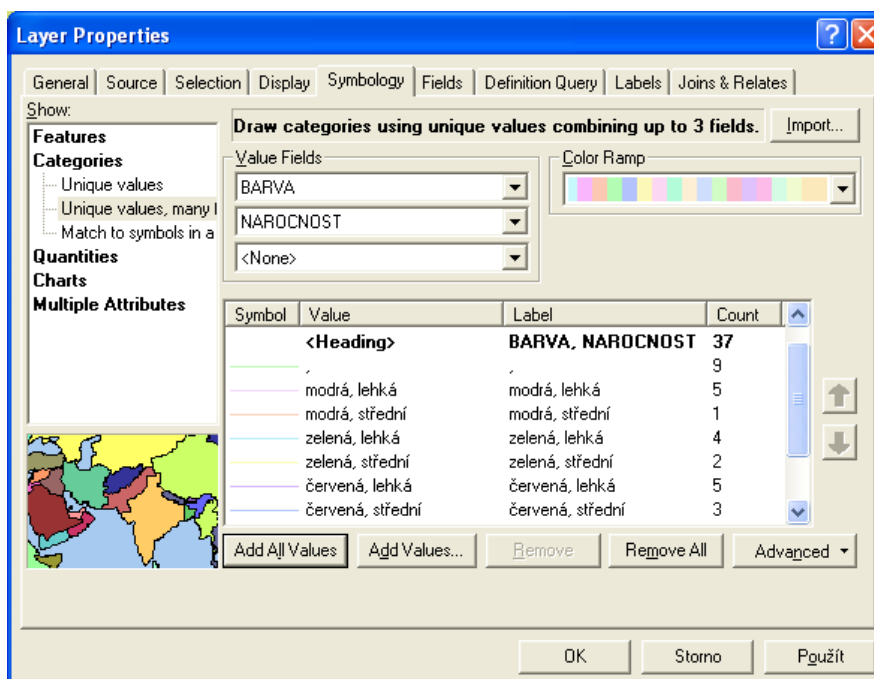 Layer Properties
General Source Selection Display Symbology Fields Definition Query Labels Joins & Relates
Show:
Features
Categories
Unique values
Unique values, many
Match to symbols in a
Quantities
Charts
Multiple Attributes
Draw categories using unique values combining up to 3 fields.
Import...
Value Fields
BARVA
NAROCNOST
<None>
Color Ramp
Symbol Value Label Count
<Heading> BARVA, NAROCNOST 37
, , 9
modrá, lehká modrá, lehká 5
modrá, střední modrá, střední 1
zelená, lehká zelená, lehká 4
zelená, střední zelená, střední 2
červená, lehká červená, lehká 5
červená, střední červená, střední 3
Add All Values Add Values... Remove Remove All Advanced
OK Storno Použít